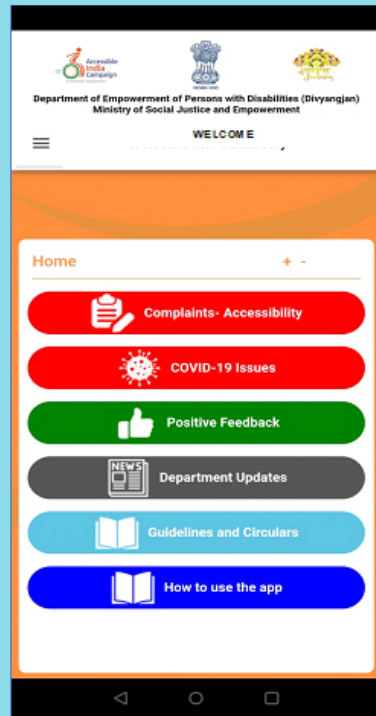 Accessible
India
Campaign
Department of Empowerment of Persons with Disabilities (Divyangjan)
Ministry of Social Justice and Empowerment
WELCOME
Home + -
Complaints- Accessibility
COVID-19 Issues
Positive Feedback
NEWS
Department Updates
Guidelines and Circulars
How to use the app